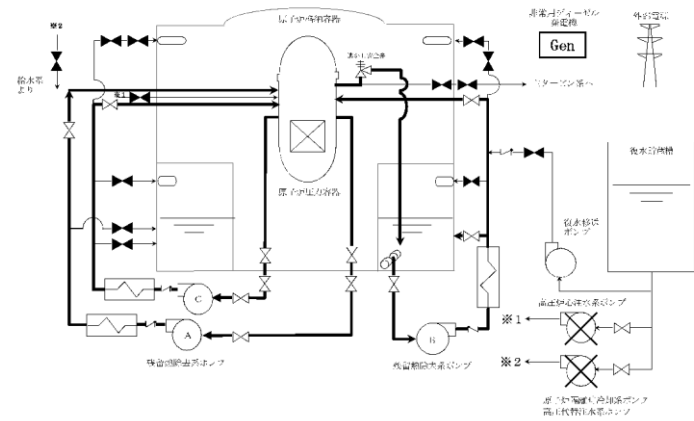 原子炉格納容器
非常用ディーゼル
発電機
Gen
外部電源
※2
給水系
より
※1
主タービン系へ
原子炉圧力容器
復水貯蔵槽
復水移送
ポンプ
C
A
B
残留熱除去系ポンプ
残留熱除去系ポンプ
高圧炉心注水系ポンプ
※1
※2
原子炉隔離時冷却系ポンプ
高圧代替注水系ポンプ